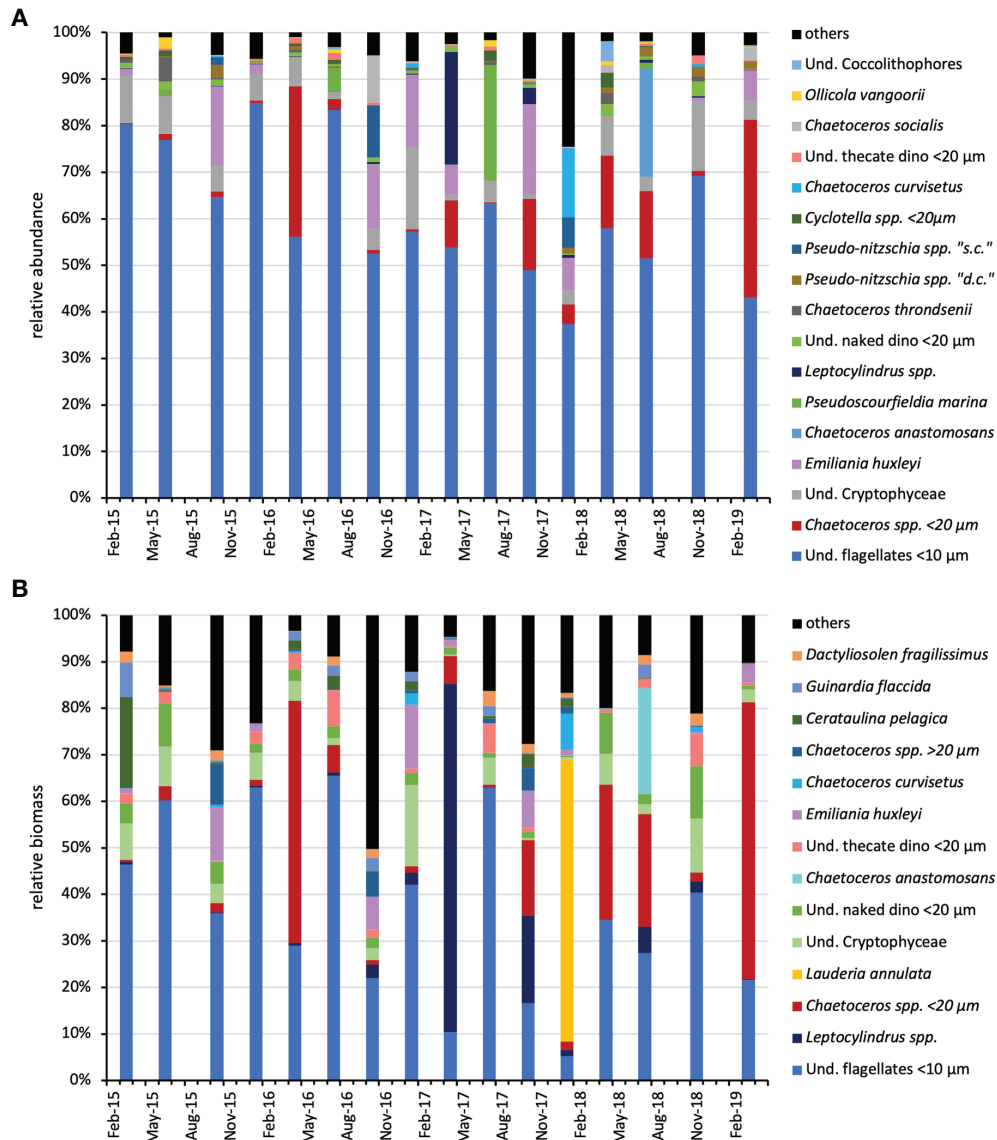 A
100%
90%
80%
70%
60%
50%
40%
30%
20%
10%
0%
relative abundance
Feb-15
May-15
Aug-15
Nov-15
Feb-16
May-16
Aug-16
Nov-16
Feb-17
May-17
Aug-17
Nov-17
Feb-18
May-18
Aug-18
Nov-18
Feb-19
others
Und. Coccolithophores
Ollicola vangoorii
Chaetoceros socialis
Und. thecate dino <20 µm
Chaetoceros curvisetus
Cyclotella spp. <20µm
Pseudo-nitzschia spp. "s.c."
Pseudo-nitzschia spp. "d.c."
Chaetoceros throndsenii
Und. naked dino <20 µm
Leptocylindrus spp.
Pseudoscourfieldia marina
Chaetoceros anastomosans
Emiliania huxleyi
Und. Cryptophyceae
Chaetoceros spp. <20 µm
Und. flagellates <10 µm
B
100%
90%
80%
70%
60%
50%
40%
30%
20%
10%
0%
relative biomass
Feb-15
May-15
Aug-15
Nov-15
Feb-16
May-16
Aug-16
Nov-16
Feb-17
May-17
Aug-17
Nov-17
Feb-18
May-18
Aug-18
Nov-18
Feb-19
others
Dactyliosolen fragilissimus
Guinardia flaccida
Cerataulina pelagica
Chaetoceros spp. >20 µm
Chaetoceros curvisetus
Emiliania huxleyi
Und. thecate dino <20 µm
Chaetoceros anastomosans
Und. naked dino <20 µm
Und. Cryptophyceae
Lauderia annulata
Chaetoceros spp. <20 µm
Leptocylindrus spp.
Und. flagellates <10 µm